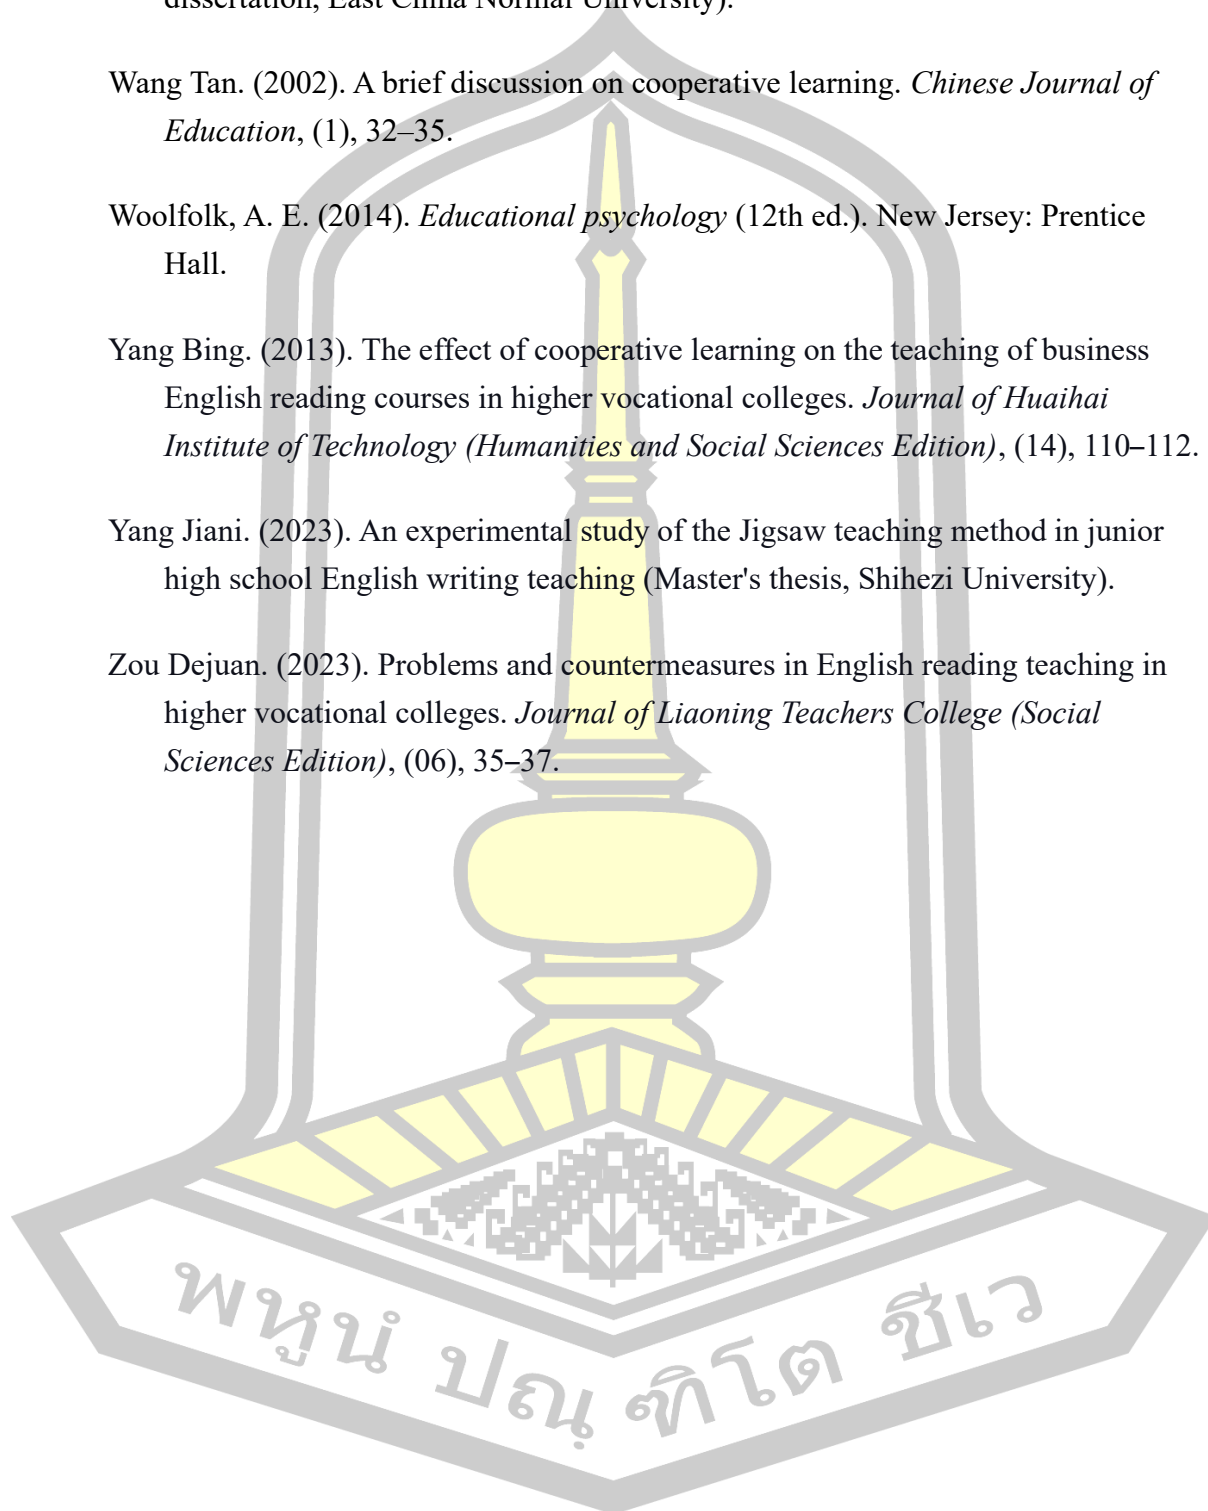 dissertation, East China Normal University).
Wang Tan. (2002). A brief discussion on cooperative learning. Chinese Journal of
Education, (1), 32–35.
Woolfolk, A. E. (2014). Educational psychology (12th ed.). New Jersey: Prentice
Hall.
Yang Bing. (2013). The effect of cooperative learning on the teaching of business
English reading courses in higher vocational colleges. Journal of Huaihai
Institute of Technology (Humanities and Social Sciences Edition), (14), 110–112.
Yang Jiani. (2023). An experimental study of the Jigsaw teaching method in junior
high school English writing teaching (Master's thesis, Shihezi University).
Zou Dejuan. (2023). Problems and countermeasures in English reading teaching in
higher vocational colleges. Journal of Liaoning Teachers College (Social
Sciences Edition), (06), 35–37.
พหูนํ ปณฺฑิโต ชีเว